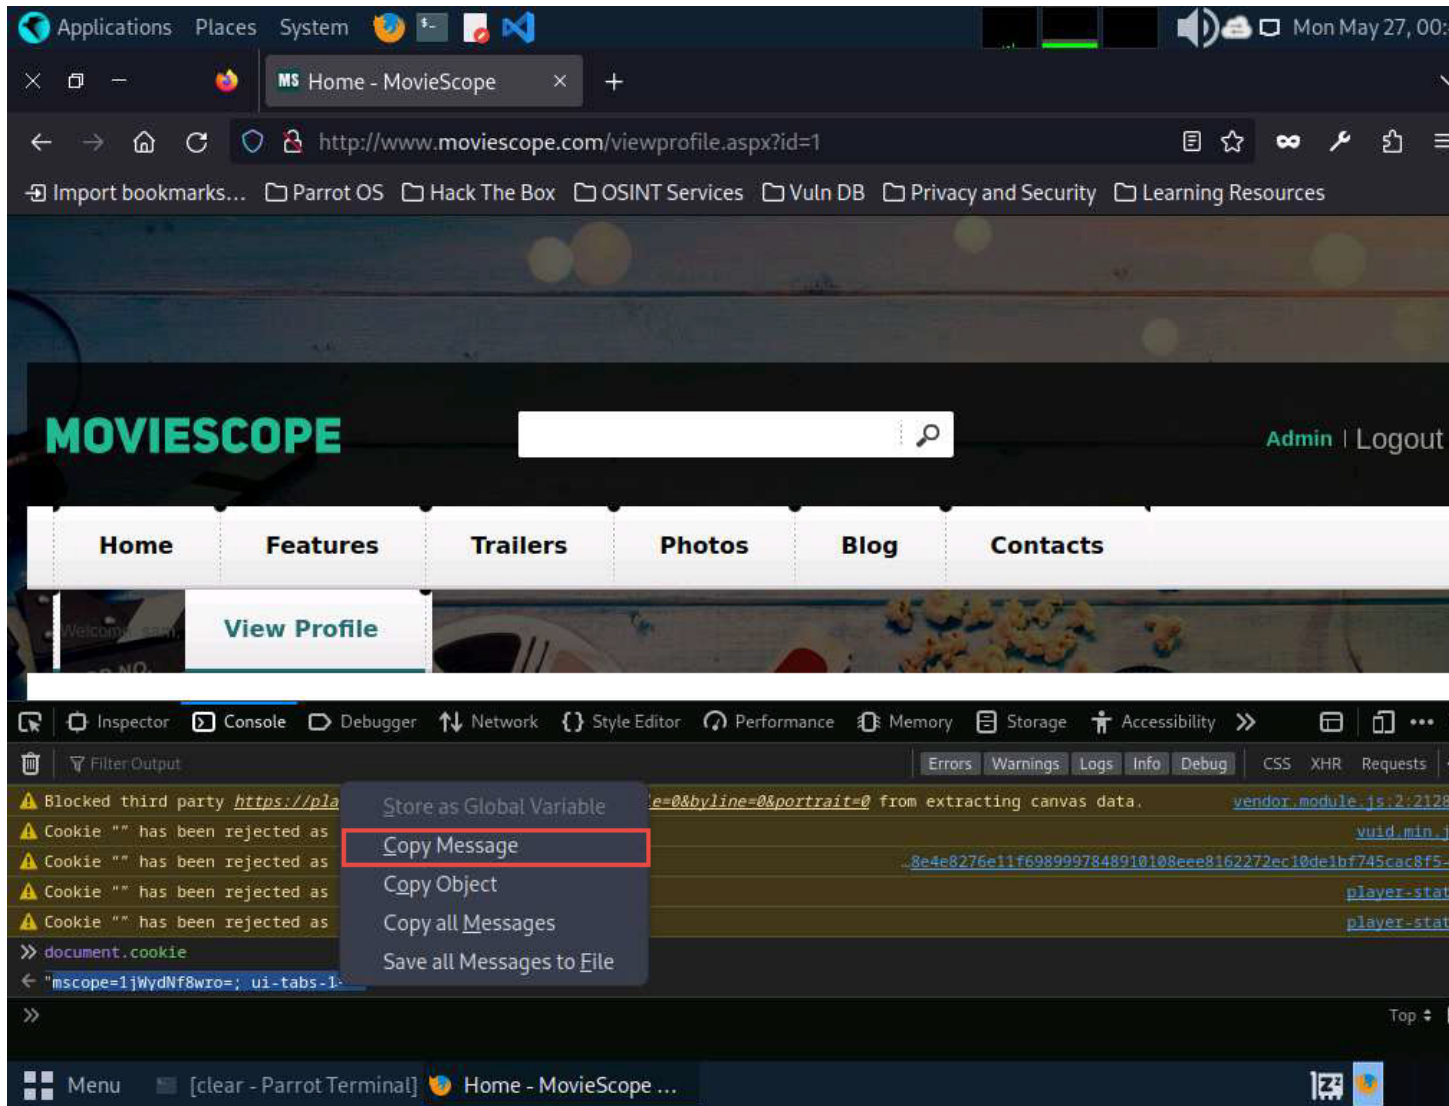 Applications Places System Mon May 27, 00:
MS Home - MovieScope
http://www.moviescope.com/viewprofile.aspx?id=1
Import bookmarks... Parrot OS Hack The Box OSINT Services Vuln DB Privacy and Security Learning Resources
MOVIESCOPE
Admin | Logout
Home Features Trailers Photos Blog Contacts
Welcome, sam, View Profile
Inspector Console Debugger Network Style Editor Performance Memory Storage Accessibility
Filter Output Errors Warnings Logs Info Debug CSS XHR Requests
Blocked third party https://pla e=0&byline=0&portrait=0 from extracting canvas data. vendor.module.js:2:2128
Cookie “” has been rejected as vuid.min.j
Cookie “” has been rejected as …8e4e8276e11f6989997848910108eee8162272ec10de1bf745cac8f5-
Cookie “” has been rejected as player-stat
Cookie “” has been rejected as player-stat
Store as Global Variable
Copy Message
Copy Object
Copy all Messages
Save all Messages to File
» document.cookie
"mscope=1jWydNf8wro=; ui-tabs-1
» Top
Menu [clear - Parrot Terminal] Home - MovieScope ...